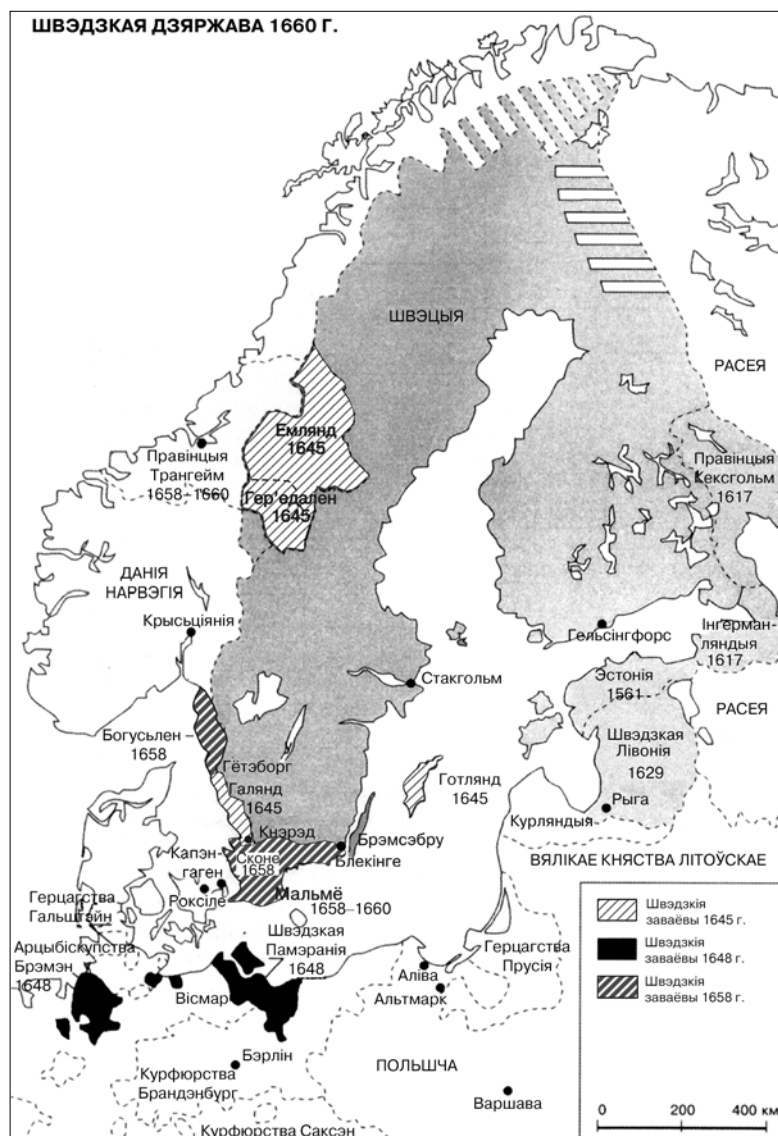 ШВЭДЗКАЯ ДЗЯРЖАВА 1660 Г.
ШВЭЦЫЯ
РАСЕЯ
Емлянд
1645
Правінцыя
Трангейм
1658–1660
Гер'едален
1645
Правінцыя
Кексгольм
1617
ДАНІЯ
НАРВЭГІЯ
Крысьціянія
Гельсінгфорс
Інгерман-
ляндыя
1617
Стакгольм
Эстонія
1561
РАСЕЯ
Богусьлен –
1658
Швэдзкая
Лівонія
1629
Гётэборг
Галянд
1645
Готлянд
1645
Рыга
Курляндыя
Кнэрэд
Брэмсэбру
Блекінге
Сконе
1658
ВЯЛІКАЕ КНЯСТВА ЛІТОЎСКАЕ
Капэн-
гаген
Роксіле
Мальмё
1658–1660
Герцагства
Гальштайн
Швэдзкая
Памэранія
1648
Арцыбіскупства
Брэмэн
1648
Вісмар
Аліва
Альтмарк
Герцагства
Прусія
Бэрлін
Курфюрства
Брандэнбург
ПОЛЬШЧА
Варшава
Курфюрства Саксэн
Швэдзкія
заваёвы 1645 г.
Швэдзкія
заваёвы 1648 г.
Швэдзкія
заваёвы 1658 г.
0 200 400 км